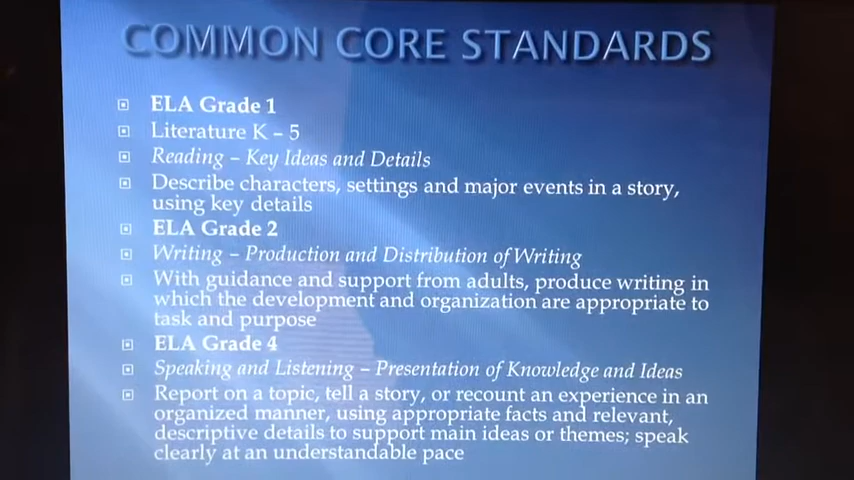 COMMON CORE STANDARDS
ELA Grade 1
Literature K – 5
Reading – Key Ideas and Details
Describe characters, settings and major events in a story,
using key details
ELA Grade 2
Writing – Production and Distribution of Writing
With guidance and support from adults, produce writing in
which the development and organization are appropriate to
task and purpose
ELA Grade 4
Speaking and Listening – Presentation of Knowledge and Ideas
Report on a topic, tell a story, or recount an experience in an
organized manner, using appropriate facts and relevant,
descriptive details to support main ideas or themes; speak
clearly at an understandable pace